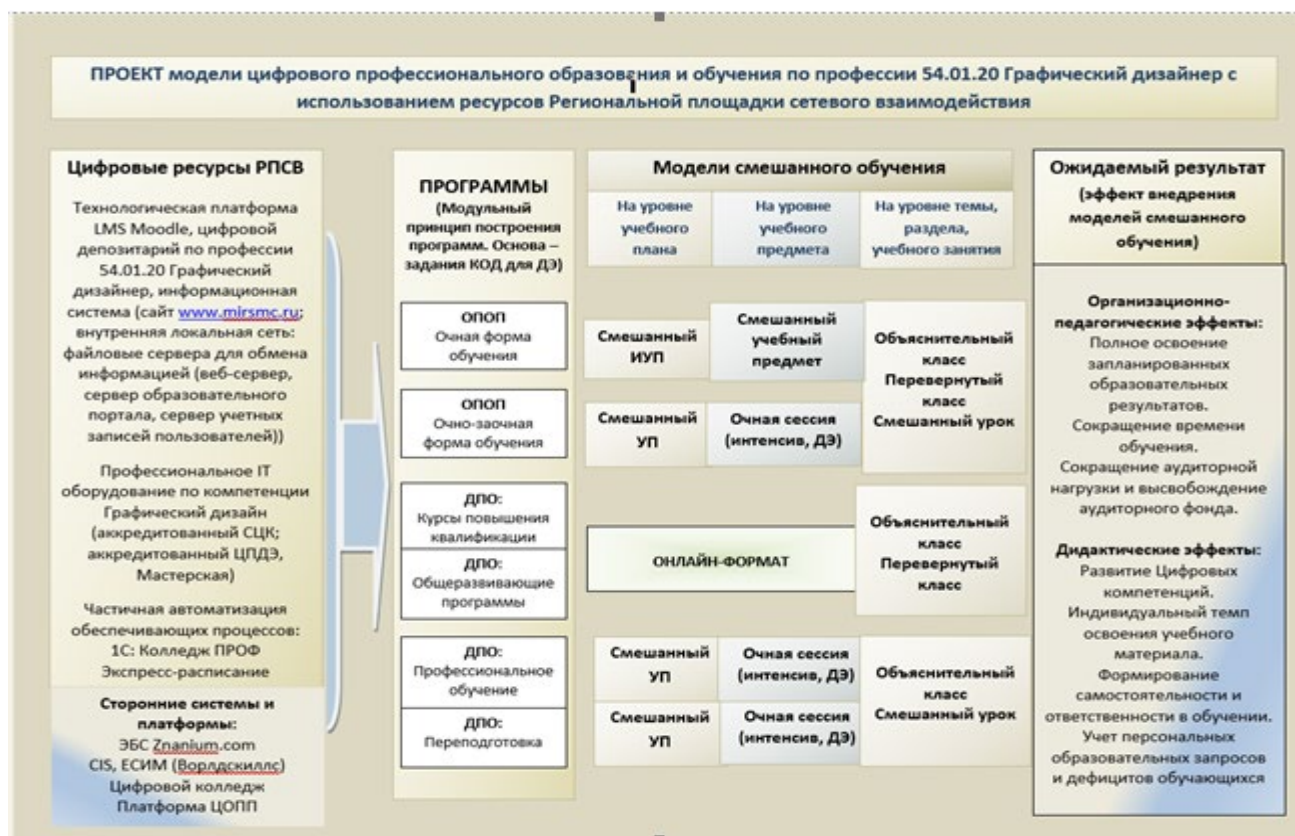 ПРОЕКТ модели цифрового профессионального образования и обучения по профессии 54.01.20 Графический дизайнер с
использованием ресурсов Региональной площадки сетевого взаимодействия
Цифровые ресурсы РПСВ
Технологическая платформа
LMS Moodle, цифровой
депозитарий по профессии
54.01.20 Графический
дизайнер, информационная
система (сайт www.mirsmc.ru;
внутренняя локальная сеть:
файловые сервера для обмена
информацией (веб-сервер,
сервер образовательного
портала, сервер учетных
записей пользователей))
Профессиональное IT
оборудование по компетенции
Графический дизайн
(аккредитованный СЦК;
аккредитованный ЦПДЭ,
Мастерская)
Частичная автоматизация
обеспечивающих процессов:
1С: Колледж ПРОФ
Экспресс-расписание
Сторонние системы и
платформы:
ЭБС Znanium.com
CIS, ЕСИМ (Ворлдскиллс)
Цифровой колледж
Платформа ЦОПП
ПРОГРАММЫ
(Модульный
принцип построения
программ. Основа –
задания КОД для ДЭ)
ОПОП
Очная форма
обучения
ОПОП
Очно-заочная
форма обучения
ДПО:
Курсы повышения
квалификации
ДПО:
Общеразвивающие
программы
ДПО:
Профессиональное
обучение
ДПО:
Переподготовка
Модели смешанного обучения
На уровне
учебного
плана
На уровне
учебного
предмета
На уровне темы,
раздела,
учебного занятия
Смешанный
ИУП
Смешанный
учебный
предмет
Объяснительный
класс
Перевернутый
класс
Смешанный урок
Смешанный
УП
Очная сессия
(интенсив, ДЭ)
ОНЛАЙН-ФОРМАТ
Объяснительный
класс
Перевернутый
класс
Смешанный
УП
Очная сессия
(интенсив, ДЭ)
Объяснительный
класс
Смешанный урок
Смешанный
УП
Очная сессия
(интенсив, ДЭ)
Ожидаемый результат
(эффект внедрения
моделей смешанного
обучения)
Организационно-
педагогические эффекты:
Полное освоение
запланированных
образовательных
результатов.
Сокращение времени
обучения.
Сокращение аудиторной
нагрузки и высвобождение
аудиторного фонда.
Дидактические эффекты:
Развитие Цифровых
компетенций.
Индивидуальный темп
освоения учебного
материала.
Формирование
самостоятельности и
ответственности в обучении.
Учет персональных
образовательных запросов
и дефицитов обучающихся